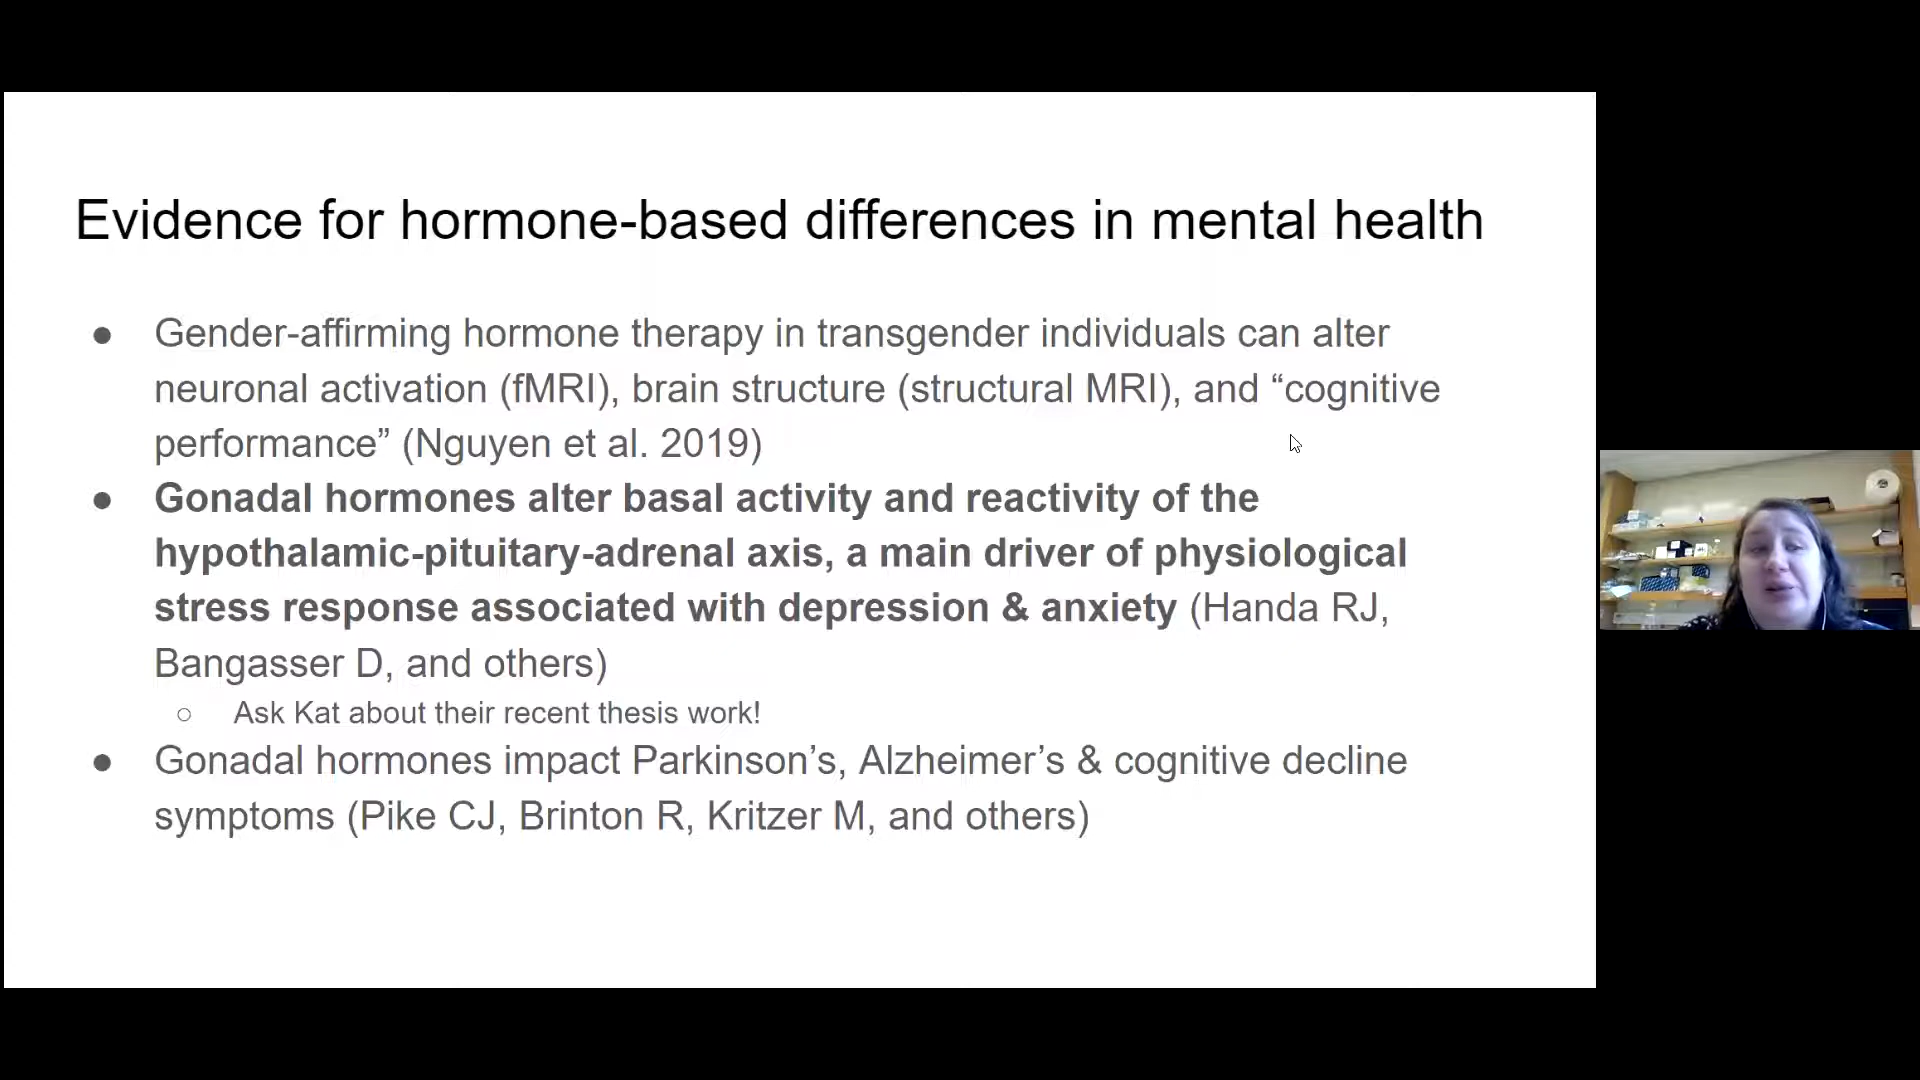 Evidence for hormone-based differences in mental health
● Gender-affirming hormone therapy in transgender individuals can alter
neuronal activation (fMRI), brain structure (structural MRI), and “cognitive
performance” (Nguyen et al. 2019)
● Gonadal hormones alter basal activity and reactivity of the
hypothalamic-pituitary-adrenal axis, a main driver of physiological
stress response associated with depression & anxiety (Handa RJ,
Bangasser D, and others)
○ Ask Kat about their recent thesis work!
● Gonadal hormones impact Parkinson’s, Alzheimer’s & cognitive decline
symptoms (Pike CJ, Brinton R, Kritzer M, and others)